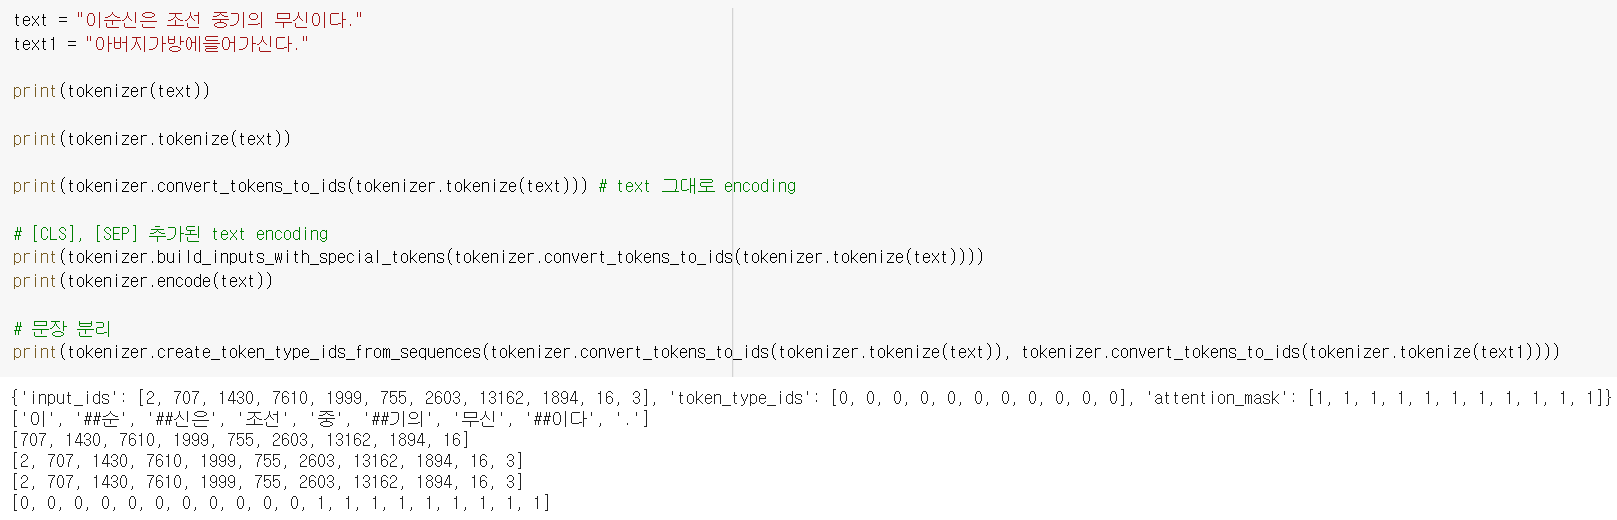 text = "이순신은 조선 중기의 무신이다."
text1 = "아버지가방에들어가신다."
print(tokenizer(text))
print(tokenizer.tokenize(text))
print(tokenizer.convert_tokens_to_ids(tokenizer.tokenize(text))) # text 그대로 encoding
# [CLS], [SEP] 추가된 text encoding
print(tokenizer.build_inputs_with_special_tokens(tokenizer.convert_tokens_to_ids(tokenizer.tokenize(text))))
print(tokenizer.encode(text))
# 문장 분리
print(tokenizer.create_token_type_ids_from_sequences(tokenizer.convert_tokens_to_ids(tokenizer.tokenize(text)), tokenizer.convert_tokens_to_ids(tokenizer.tokenize(text1))))
{'input_ids': [2, 707, 1430, 7610, 1999, 755, 2603, 13162, 1894, 16, 3], 'token_type_ids': [0, 0, 0, 0, 0, 0, 0, 0, 0, 0, 0], 'attention_mask': [1, 1, 1, 1, 1, 1, 1, 1, 1, 1, 1]}
['이', '##순', '##신은', '조선', '중', '##기의', '무신', '##이다', '.']
[707, 1430, 7610, 1999, 755, 2603, 13162, 1894, 16]
[2, 707, 1430, 7610, 1999, 755, 2603, 13162, 1894, 16, 3]
[2, 707, 1430, 7610, 1999, 755, 2603, 13162, 1894, 16, 3]
[0, 0, 0, 0, 0, 0, 0, 0, 0, 0, 0, 1, 1, 1, 1, 1, 1, 1, 1, 1]